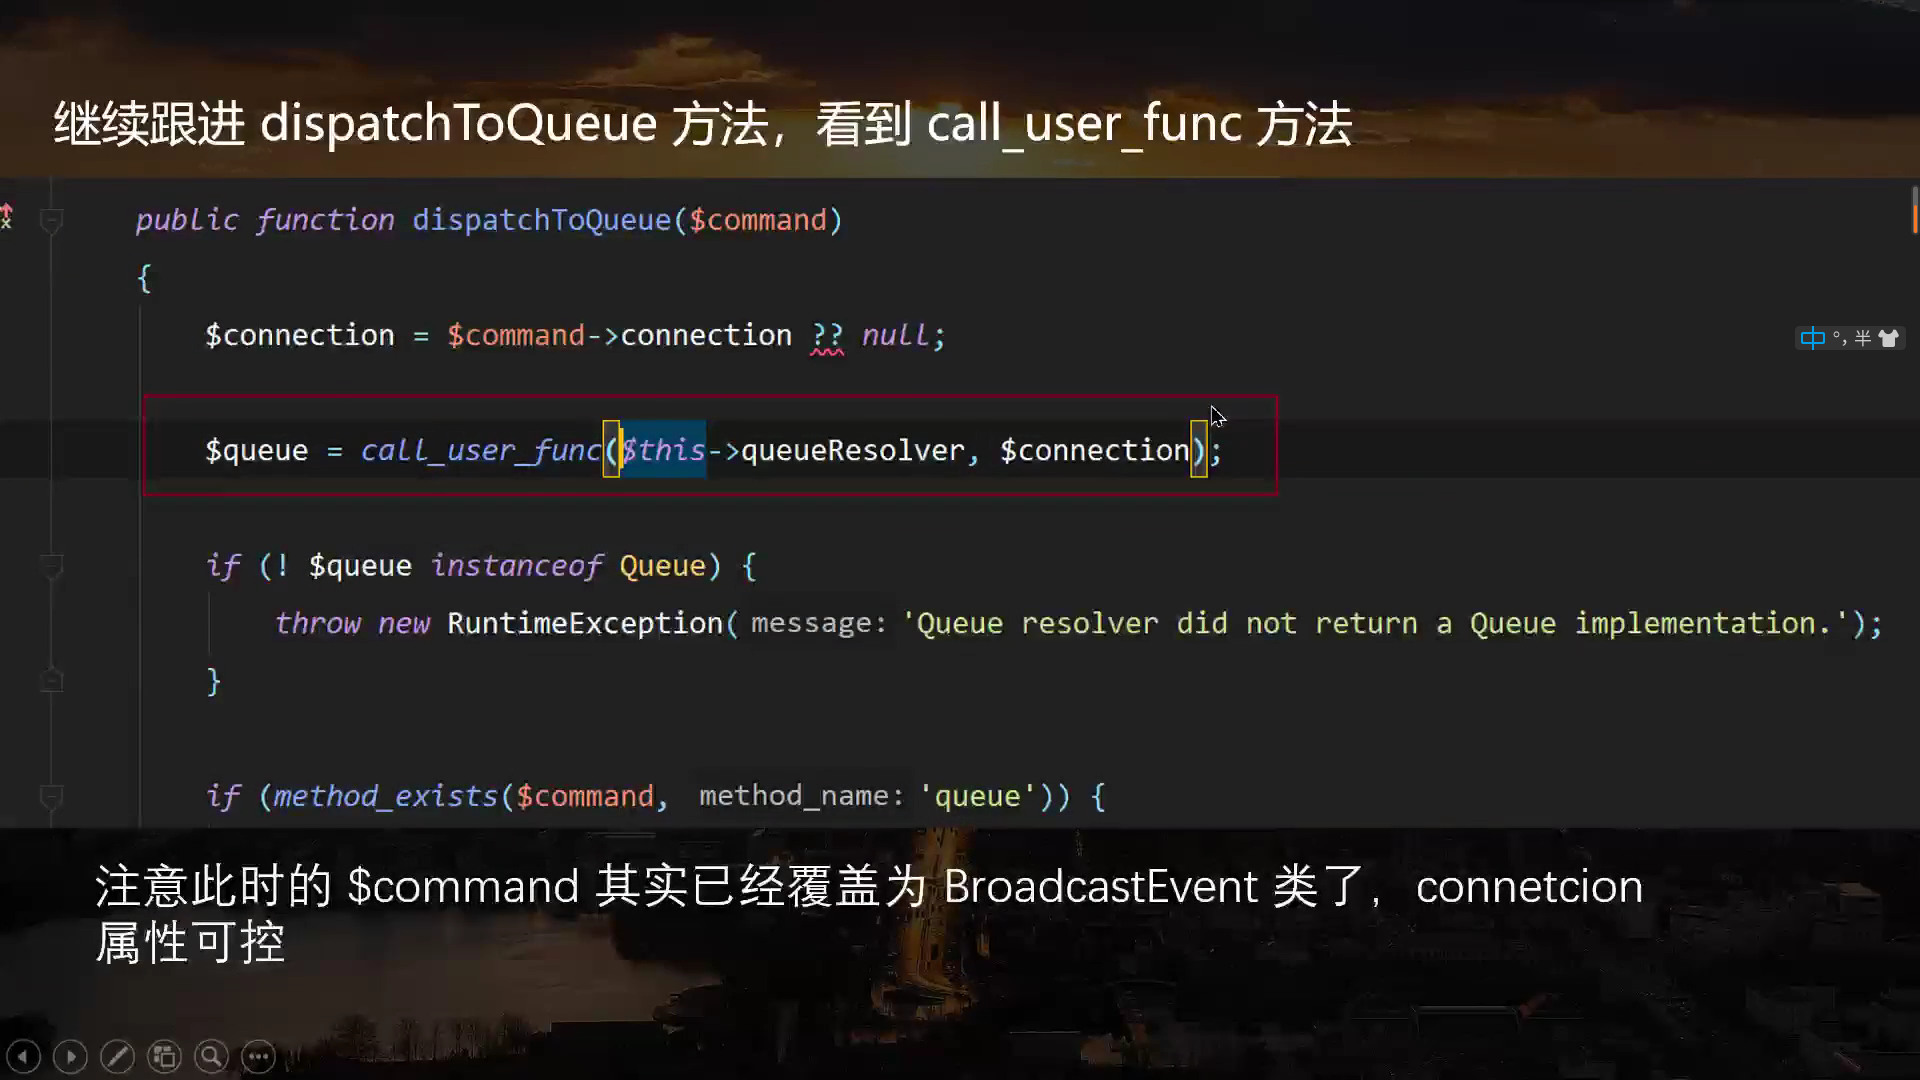 继续跟进 dispatchToQueue 方法，看到 call_user_func 方法
public function dispatchToQueue($command)
{
$connection = $command->connection ?? null;
中 °, 半
$queue = call_user_func($this->queueResolver, $connection);
if (! $queue instanceof Queue) {
throw new RuntimeException( message: 'Queue resolver did not return a Queue implementation.');
}
if (method_exists($command, method_name: 'queue')) {
注意此时的 $command 其实已经覆盖为 BroadcastEvent 类了，connetcion
属性可控